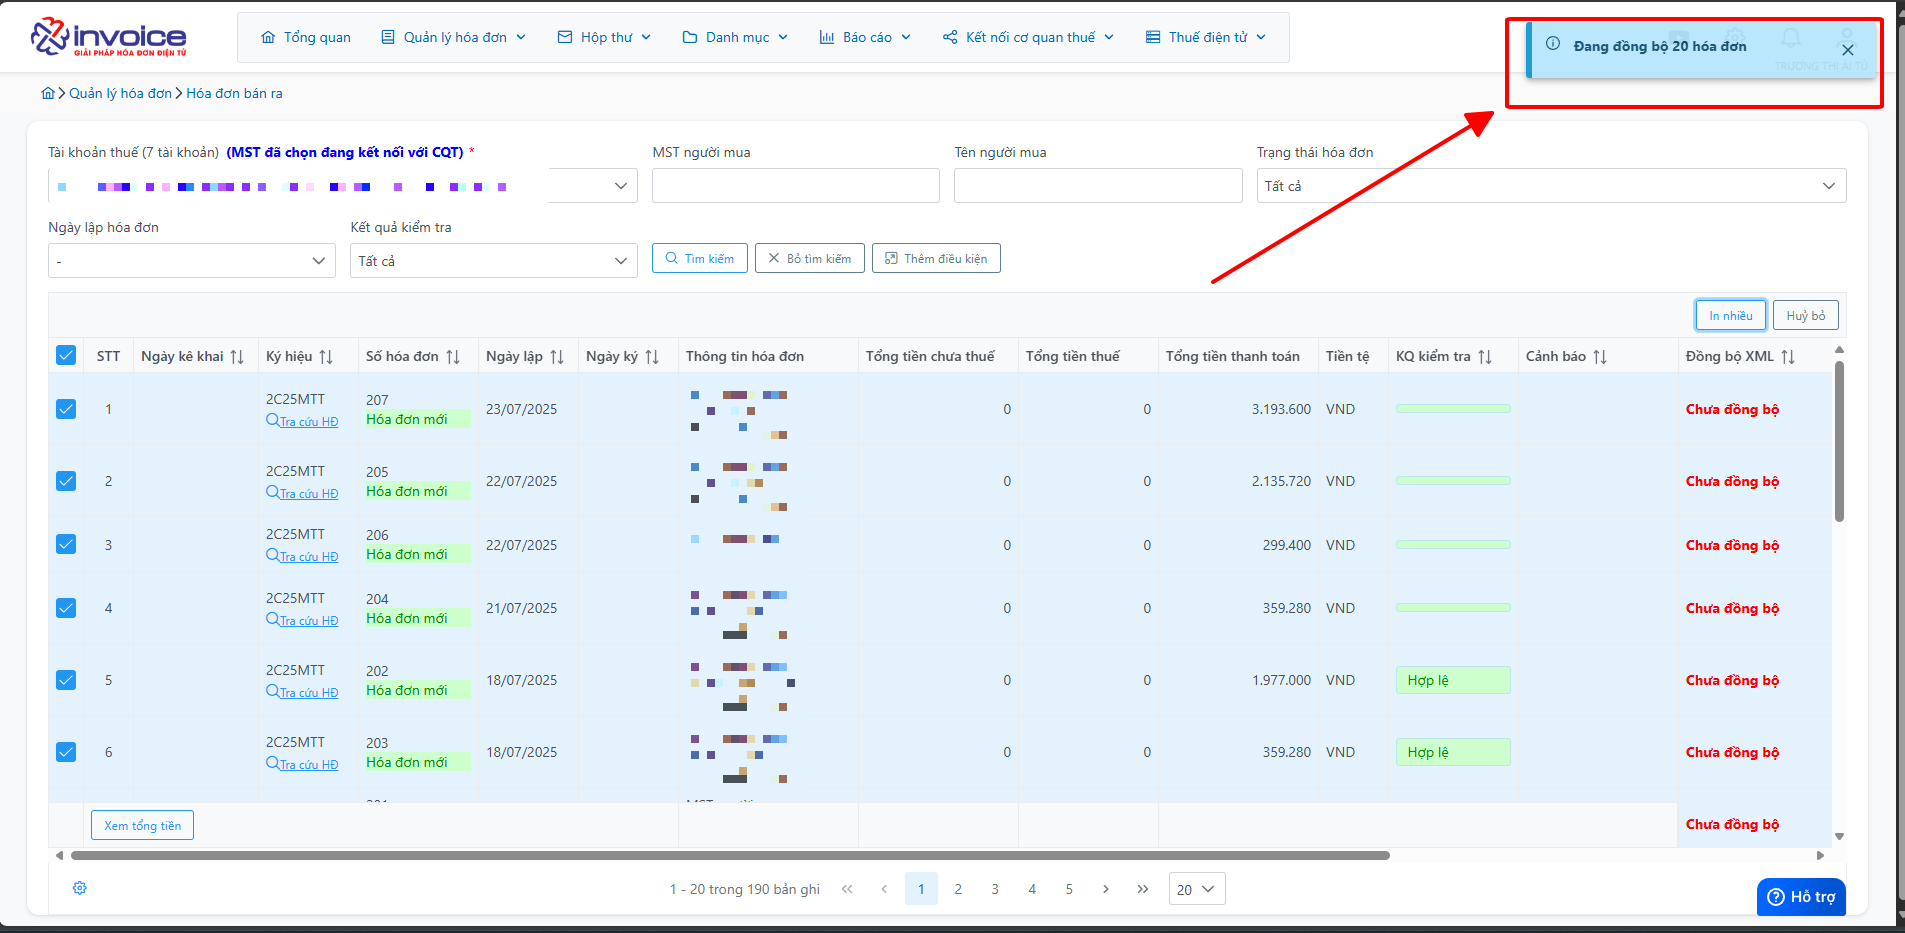 invoice
GIẢI PHÁP HÓA ĐƠN ĐIỆN TỬ
Tổng quan
Quản lý hóa đơn
Hộp thư
Danh mục
Báo cáo
Kết nối cơ quan thuế
Thuế điện tử
Đang đồng bộ 20 hóa đơn
TRƯƠNG THỊ ÁI TÚ
Quản lý hóa đơn
Hóa đơn bán ra
Tài khoản thuế (7 tài khoản) (MST đã chọn đang kết nối với CQT) *
MST người mua
Tên người mua
Trạng thái hóa đơn
Tất cả
Ngày lập hóa đơn
Kết quả kiểm tra
-
Tất cả
Tìm kiếm
Bỏ tìm kiếm
Thêm điều kiện
In nhiều
Huỷ bỏ
STT Ngày kê khai Ký hiệu Số hóa đơn Ngày lập Ngày ký Thông tin hóa đơn Tổng tiền chưa thuế Tổng tiền thuế Tổng tiền thanh toán Tiền tệ KQ kiểm tra Cảnh báo Đồng bộ XML
1 2C25MTT 207 23/07/2025 0 0 3.193.600 VND Chưa đồng bộ
Tra cứu HĐ Hóa đơn mới
2 2C25MTT 205 22/07/2025 0 0 2.135.720 VND Chưa đồng bộ
Tra cứu HĐ Hóa đơn mới
3 2C25MTT 206 22/07/2025 0 0 299.400 VND Chưa đồng bộ
Tra cứu HĐ Hóa đơn mới
4 2C25MTT 204 21/07/2025 0 0 359.280 VND Chưa đồng bộ
Tra cứu HĐ Hóa đơn mới
5 2C25MTT 202 18/07/2025 0 0 1.977.000 VND Hợp lệ Chưa đồng bộ
Tra cứu HĐ Hóa đơn mới
6 2C25MTT 203 18/07/2025 0 0 359.280 VND Hợp lệ Chưa đồng bộ
Tra cứu HĐ Hóa đơn mới
Xem tổng tiền
Chưa đồng bộ
1 - 20 trong 190 bản ghi
1 2 3 4 5
20
Hỗ trợ